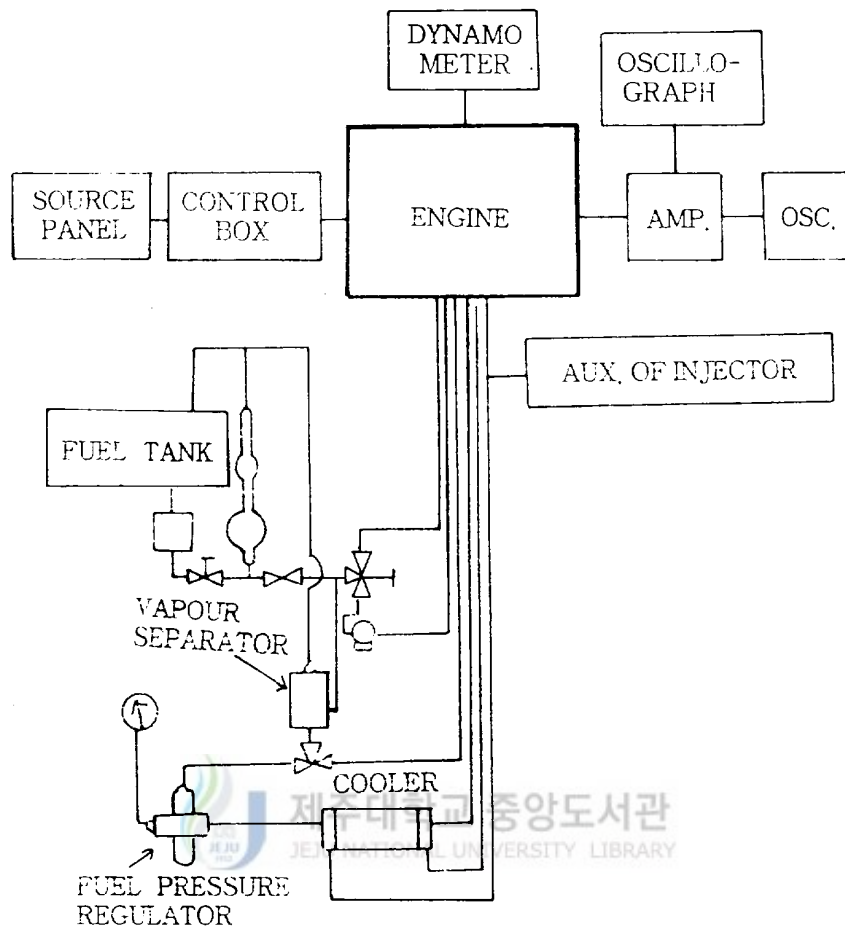 DYNAMO
METER
OSCILLO-
GRAPH
SOURCE
PANEL
CONTROL
BOX
ENGINE
AMP.
OSC.
AUX. OF INJECTOR
FUEL TANK
VAPOUR
SEPARATOR
COOLER
제주대학교 중앙도서관
JEJU NATIONAL UNIVERSITY LIBRARY
JEJU
FUEL PRESSURE
REGULATOR